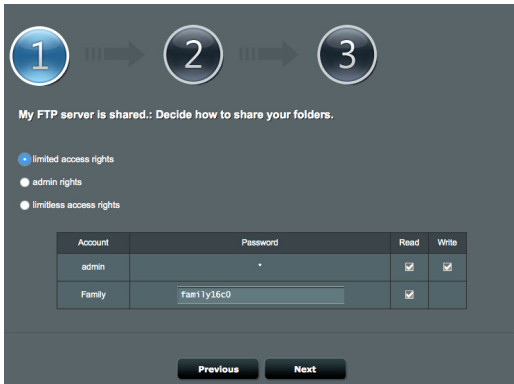 1 2 3
My FTP server is shared.: Decide how to share your folders.
limited access rights
admin rights
limitless access rights
Account Password Read Write
admin *
Family family16c0
Previous Next